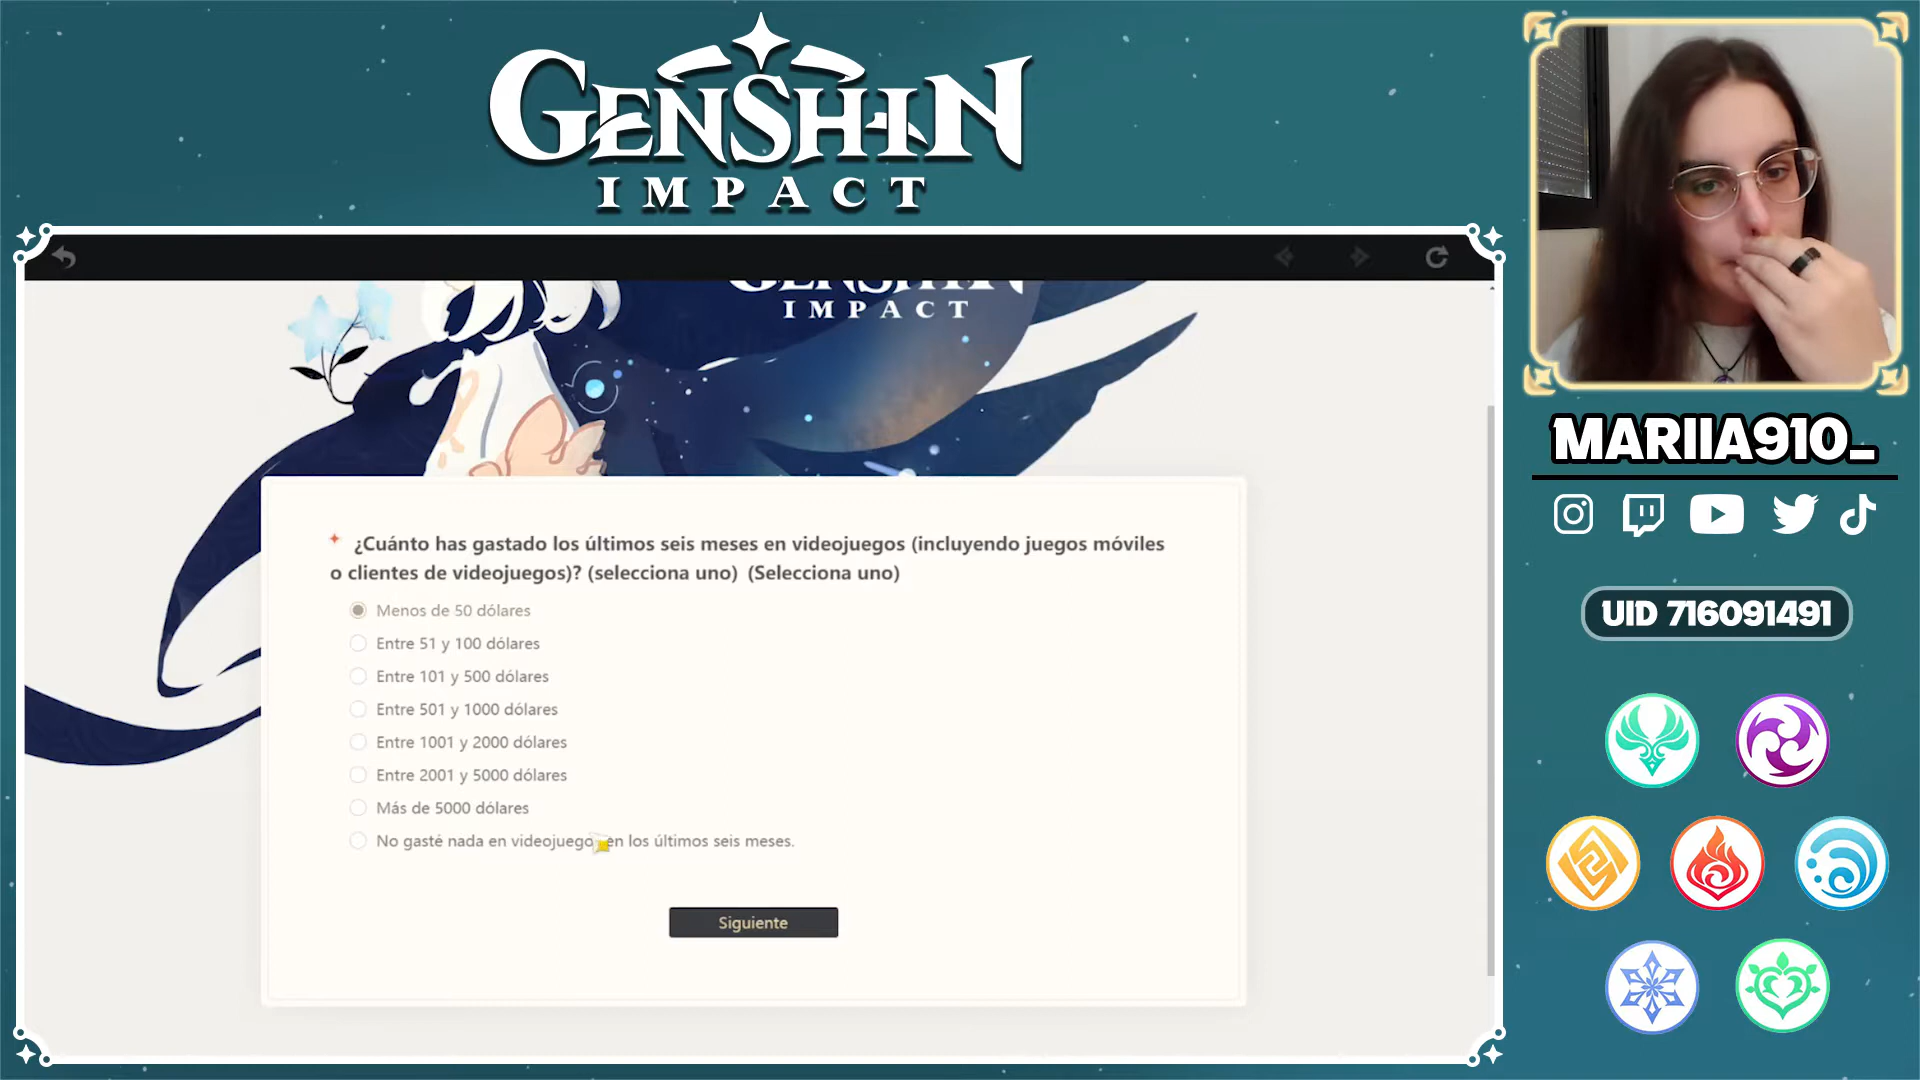 GENSHIN
IMPACT
GENSHIN
IMPACT
¿Cuánto has gastado los últimos seis meses en videojuegos (incluyendo juegos móviles
o clientes de videojuegos)? (selecciona uno) (Selecciona uno)
Menos de 50 dólares
Entre 51 y 100 dólares
Entre 101 y 500 dólares
Entre 501 y 1000 dólares
Entre 1001 y 2000 dólares
Entre 2001 y 5000 dólares
Más de 5000 dólares
No gasté nada en videojuegos en los últimos seis meses.
Siguiente
MARIIA910_
UID 716091491